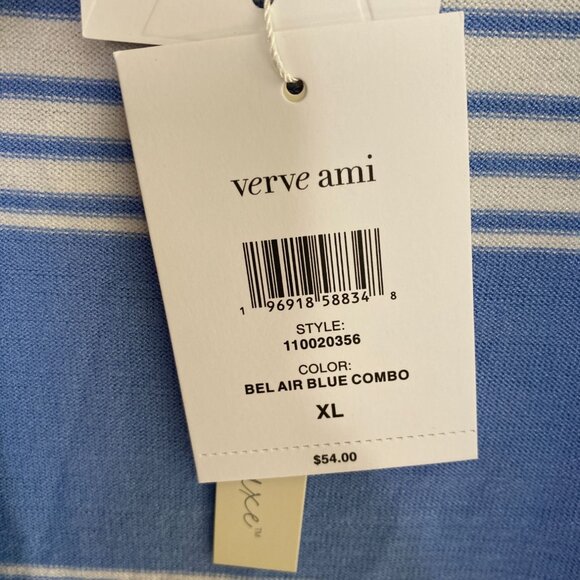 verve ami
1 96918 58834 8
STYLE:
110020356
COLOR:
BEL AIR BLUE COMBO
XL
$54.00